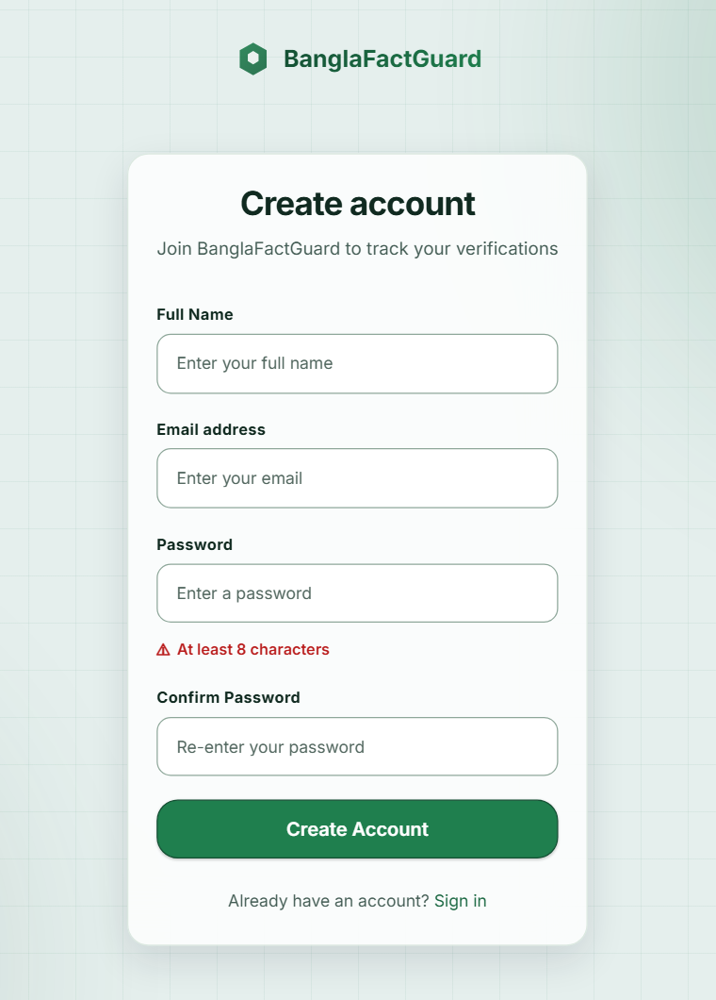 BanglaFactGuard
Create account
Join BanglaFactGuard to track your verifications
Full Name
Enter your full name
Email address
Enter your email
Password
Enter a password
⚠ At least 8 characters
Confirm Password
Re-enter your password
Create Account
Already have an account? Sign in